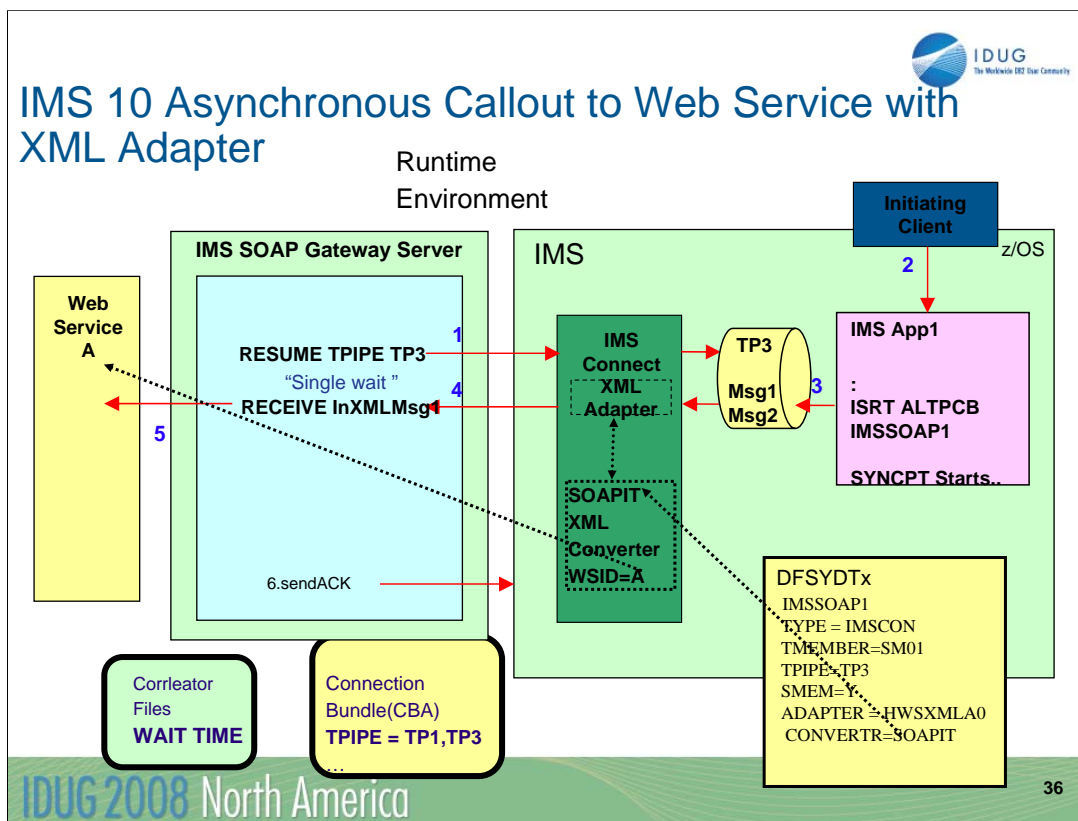 IDUG
The Worldwide DB2 User Community
IMS 10 Asynchronous Callout to Web Service with
XML Adapter
Runtime
Environment
Initiating
Client
IMS SOAP Gateway Server
IMS
z/OS
2
Web
Service
A
1
RESUME TPIPE TP3
"Single wait "
4
RECEIVE InXMLMsg1
5
6.sendACK
IMS
Connect
XML
Adapter
SOAPIT
XML
Converter
WSID=A
TP3
Msg1
Msg2
3
IMS App1
:
ISRT ALTPCB
IMSSOAP1
SYNCPT Starts..
DFSYDTx
IMSSOAP1
TYPE = IMSCON
TMEMBER=SM01
TPIPE=TP3
SMEM=Y
ADAPTER = HWSXMLA0
CONVERTR=SOAPIT
Corrleator
Files
WAIT TIME
Connection
Bundle(CBA)
TPIPE = TP1,TP3
...
IDUG 2008 North America
36